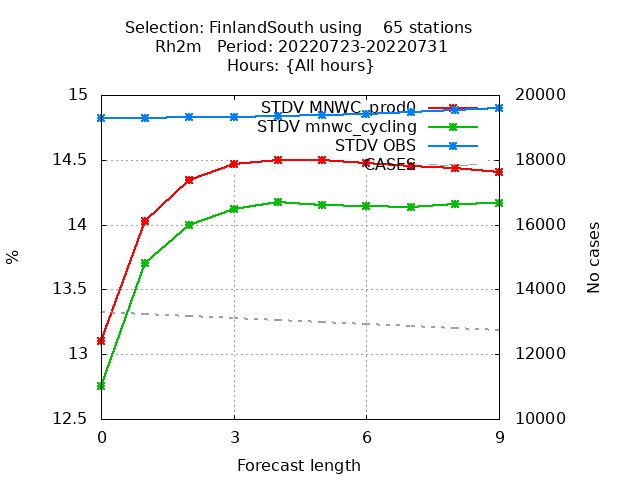 Selection: FinlandSouth using    65 stations
Rh2m   Period: 20220723-20220731
Hours: {All hours}
15
20000
STDV MNWC_prod0
STDV mnwc_cycling
STDV OBS
CASES
14.5
18000
14
16000
%
No cases
13.5
14000
13
12000
12.5
10000
0
3
6
9
Forecast length